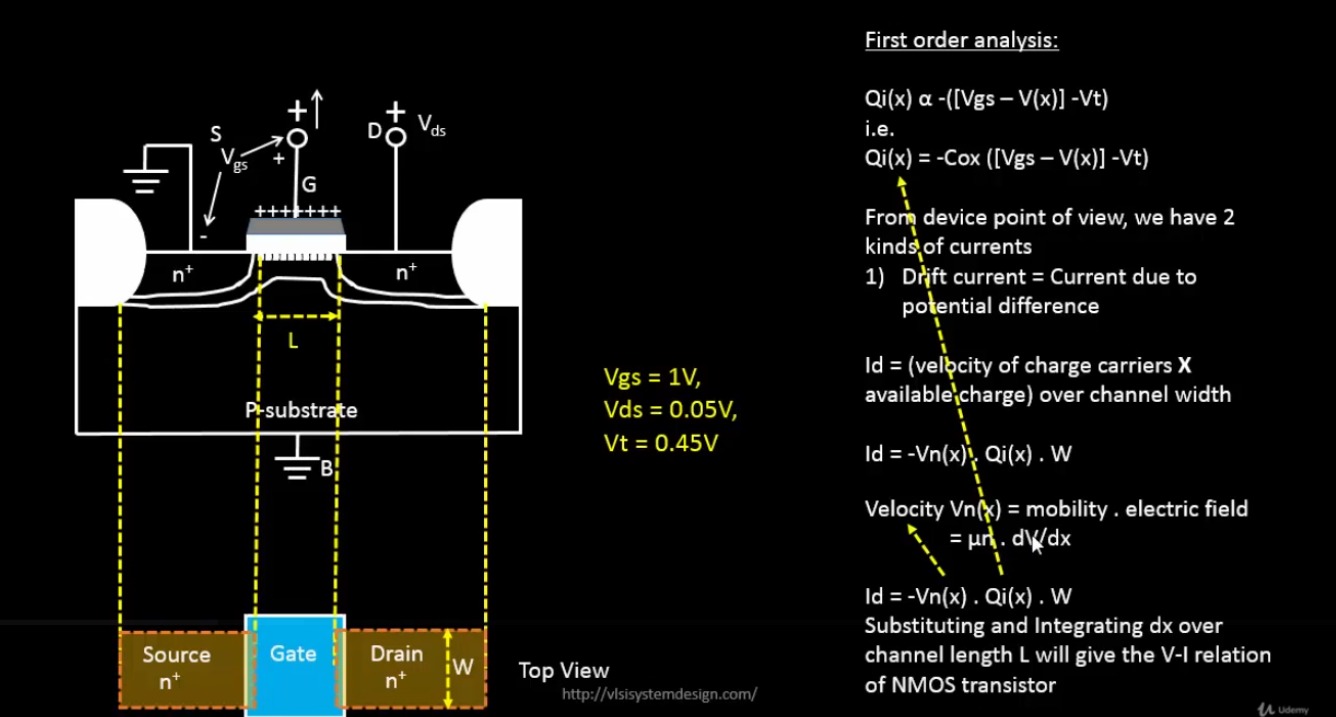 First order analysis:
Qi(x) α -([Vgs – V(x)] -Vt)
i.e.
Qi(x) = -Cox ([Vgs – V(x)] -Vt)
From device point of view, we have 2
kinds of currents
1) Drift current = Current due to
potential difference
Id = (velocity of charge carriers X
available charge) over channel width
Id = -Vn(x) . Qi(x) . W
Velocity Vn(x) = mobility . electric field
= μn . dV/dx
Id = -Vn(x) . Qi(x) . W
Substituting and Integrating dx over
channel length L will give the V-I relation
of NMOS transistor
S
Vgs
+
+
-
G
D
+
Vds
+++++++
n+
n+
L
P-substrate
B
Vgs = 1V,
Vds = 0.05V,
Vt = 0.45V
Source
n+
Gate
Drain
n+
W
Top View
http://vlsisystemdesign.com/
Udemy